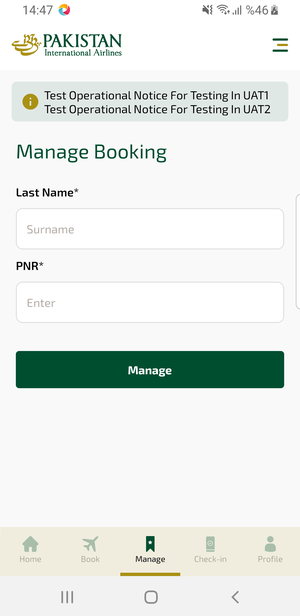 14:47
%46
PAKISTAN
International Airlines
Test Operational Notice For Testing In UAT1
Test Operational Notice For Testing In UAT2
Manage Booking
Last Name*
Surname
PNR*
Enter
Manage
Home
Book
Manage
Check-in
Profile